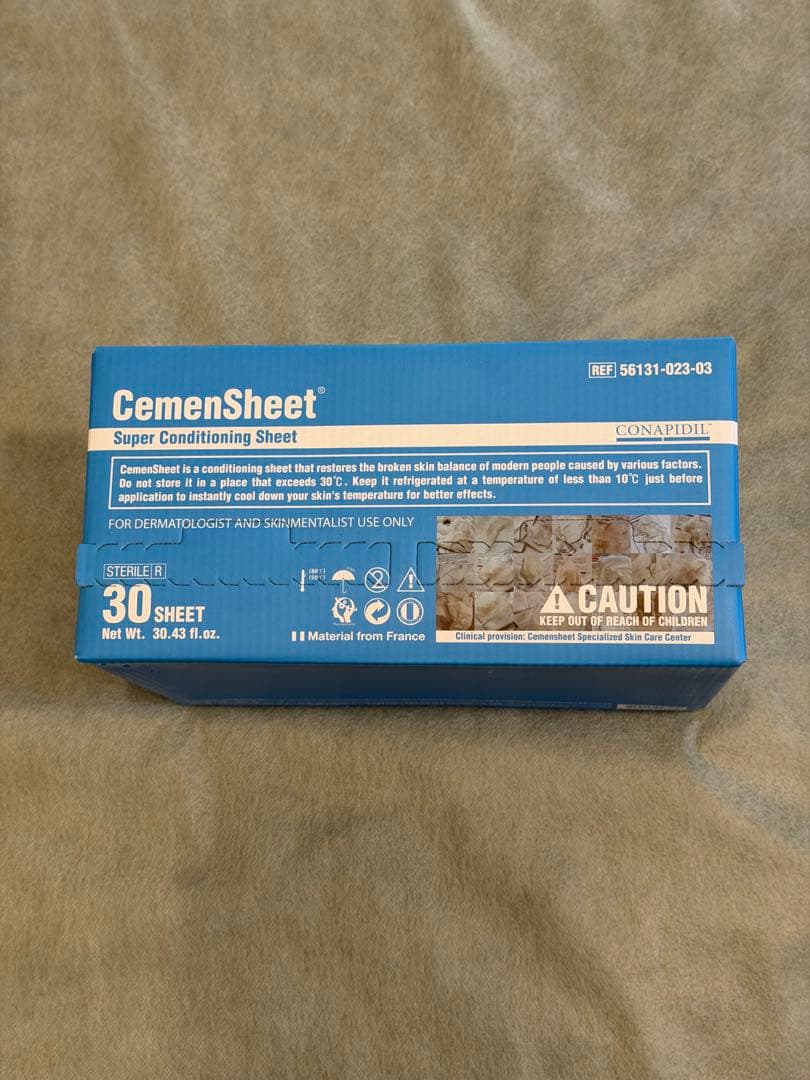 REF 56131-023-03
CemenSheet®
Super Conditioning Sheet
CONAPIDIL™
CemenSheet is a conditioning sheet that restores the broken skin balance of modern people caused by various factors.
Do not store it in a place that exceeds 30℃. Keep it refrigerated at a temperature of less than 10℃ just before
application to instantly cool down your skin's temperature for better effects.
FOR DERMATOLOGIST AND SKINMENTALIST USE ONLY
STERILE R
30 SHEET
Net Wt. 30.43 fl.oz.
Material from France
CAUTION
KEEP OUT OF REACH OF CHILDREN
Clinical provision: Cemensheet Specialized Skin Care Center